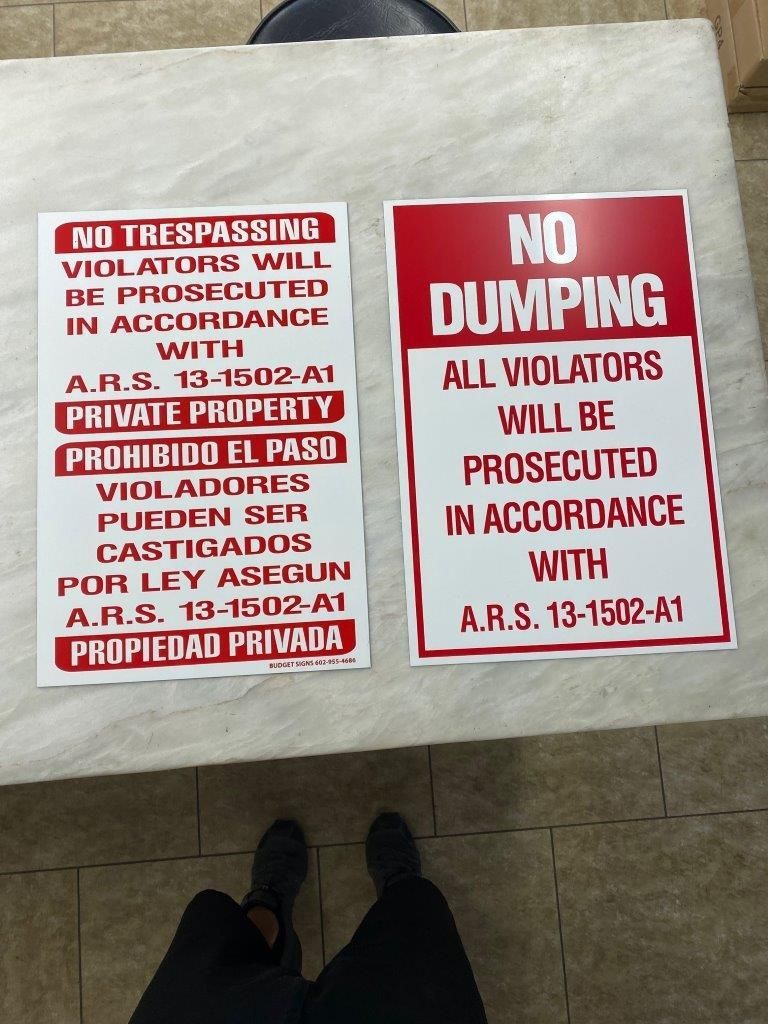 NO TRESPASSING
VIOLATORS WILL
BE PROSECUTED
IN ACCORDANCE
WITH
A.R.S. 13-1502-A1
PRIVATE PROPERTY
PROHIBIDO EL PASO
VIOLADORES
PUEDEN SER
CASTIGADOS
POR LEY ASEGUN
A.R.S. 13-1502-A1
PROPIEDAD PRIVADA
BUDGET SIGNS 602-955-4686
NO
DUMPING
ALL VIOLATORS
WILL BE
PROSECUTED
IN ACCORDANCE
WITH
A.R.S. 13-1502-A1